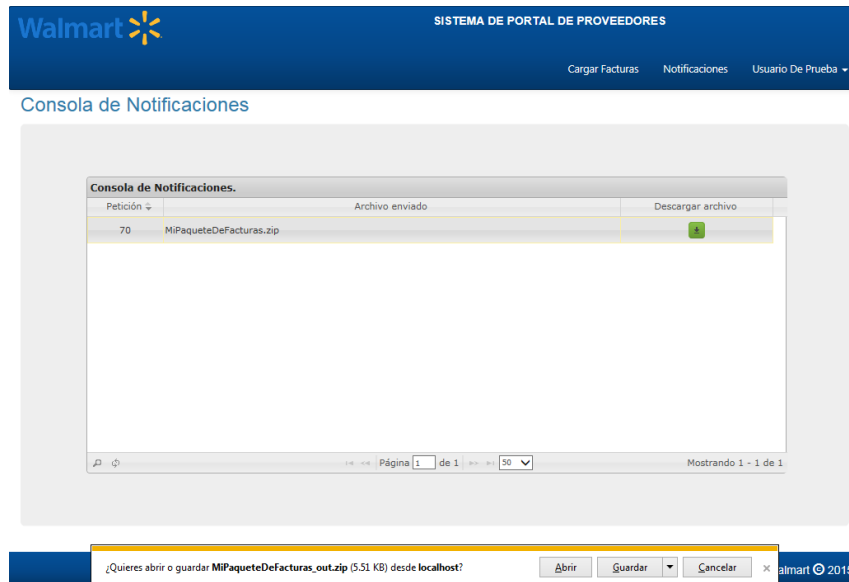 Walmart
SISTEMA DE PORTAL DE PROVEEDORES
Cargar Facturas Notificaciones Usuario De Prueba
Consola de Notificaciones
Consola de Notificaciones.
Petición Archivo enviado Descargar archivo
70 MiPaqueteDeFacturas.zip
Página 1 de 1 50 Mostrando 1 - 1 de 1
¿Quieres abrir o guardar MiPaqueteDeFacturas_out.zip (5.51 KB) desde localhost? Abrir Guardar Cancelar × almart © 2015